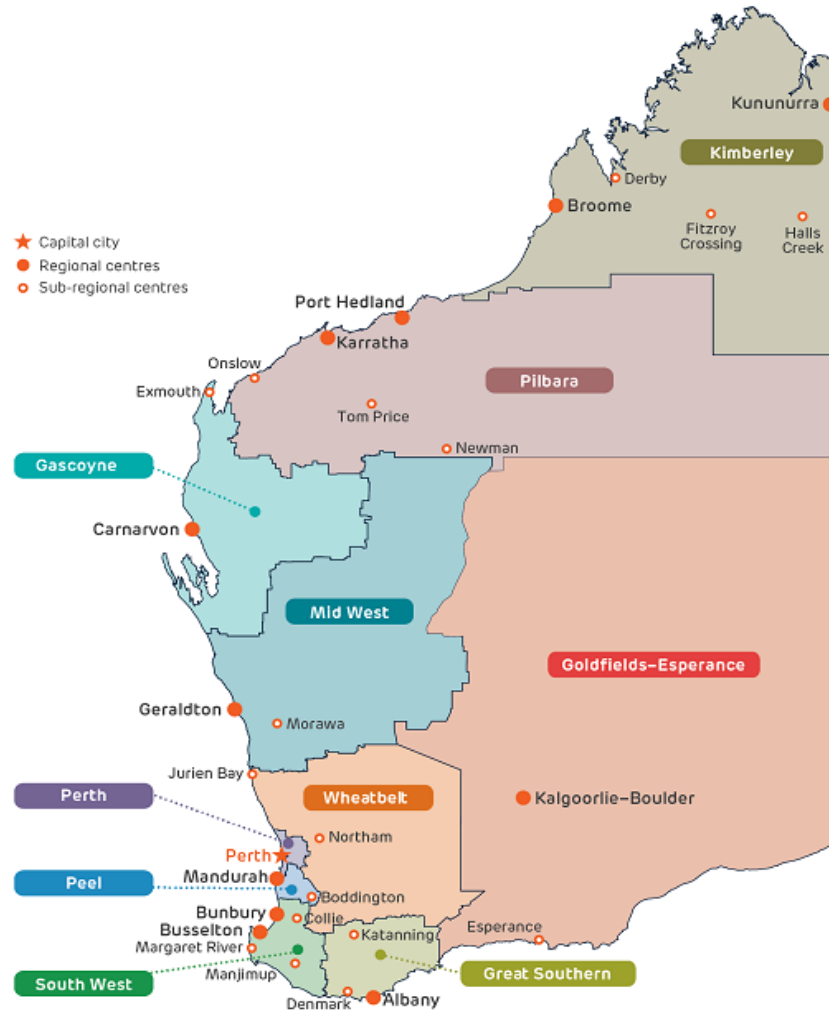 Kununurra
Kimberley
Derby
Broome
Fitzroy
Crossing
Halls
Creek
Capital city
Regional centres
Sub-regional centres
Port Hedland
Karratha
Onslow
Exmouth
Pilbara
Tom Price
Newman
Gascoyne
Carnarvon
Mid West
Goldfields–Esperance
Geraldton
Morawa
Jurien Bay
Perth
Wheatbelt
Kalgoorlie–Boulder
Northam
Perth
Mandurah
Peel
Boddington
Bunbury
Collie
Busselton
Esperance
Katanning
Margaret River
Manjimup
Great Southern
South West
Denmark
Albany